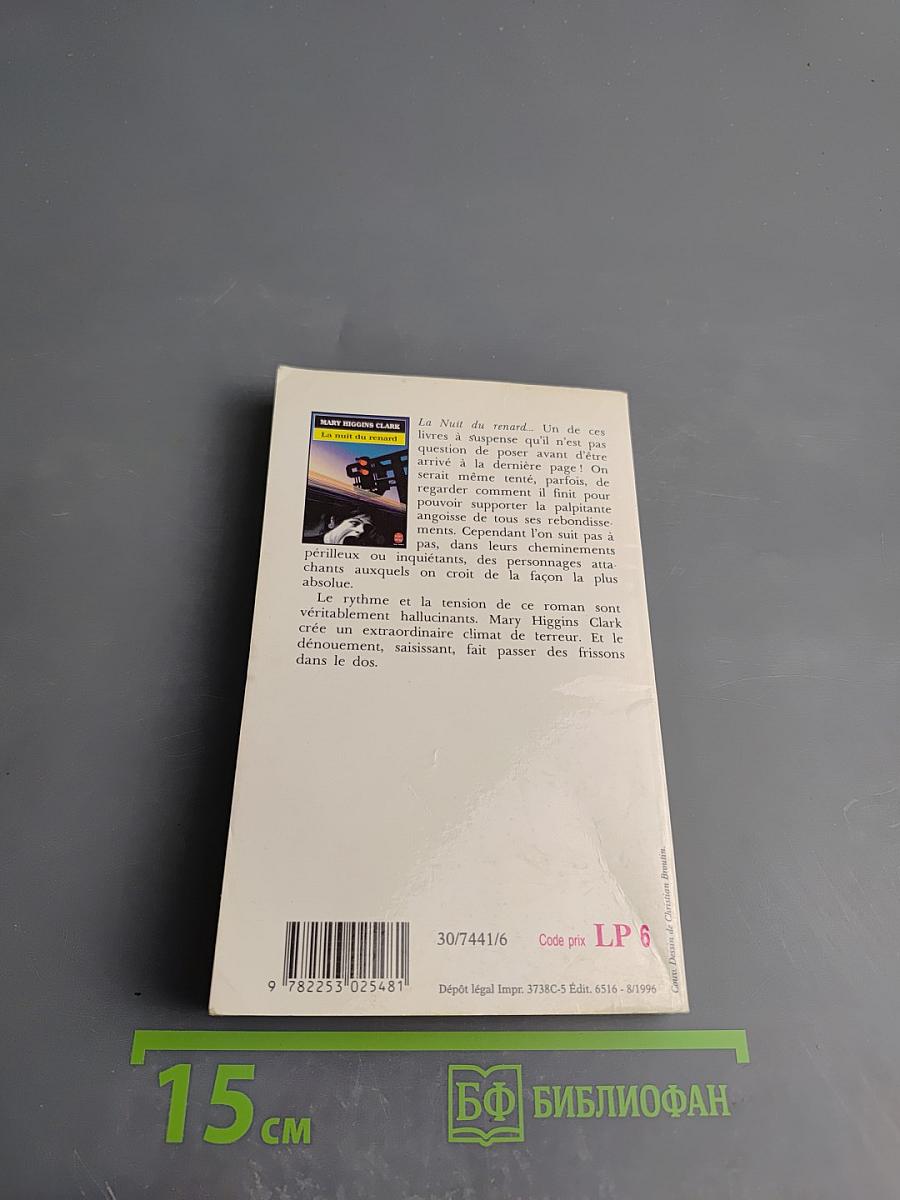 MARY HIGGINS CLARK
La nuit du renard
La Nuit du renard... Un de ces
livres à suspense qu'il n'est pas
question de poser avant d'être
arrivé à la dernière page ! On
serait même tenté, parfois, de
regarder comment il finit pour
pouvoir supporter la palpitante
angoisse de tous ses rebondisse-
ments. Cependant l'on suit pas à
pas, dans leurs cheminements
périlleux ou inquiétants, des personnages atta-
chants auxquels on croit de la façon la plus
absolue.
Le rythme et la tension de ce roman sont
véritablement hallucinants. Mary Higgins Clark
crée un extraordinaire climat de terreur. Et le
dénouement, saisissant, fait passer des frissons
dans le dos.
Couv. Dessin de Christian Broutin.
30/7441/6
Code prix LP 6
9 782253 025481
Dépôt légal Impr. 3738C-5 Édit. 6516 - 8/1996
15 СМ
БФ БИБЛИОФАН